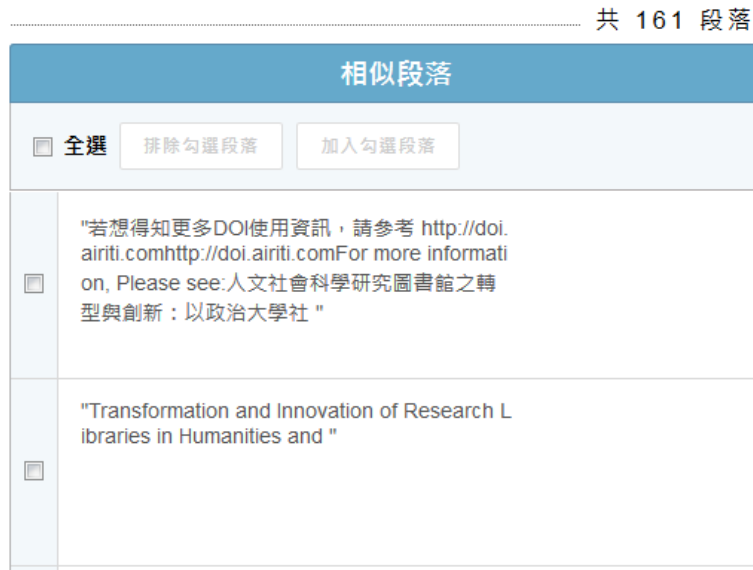 共 161 段落
相似段落
全選 排除勾選段落 加入勾選段落
"若想得知更多DOI使用資訊，請參考 http://doi.
airiti.comhttp://doi.airiti.comFor more informati
on, Please see:人文社會科學研究圖書館之轉
型與創新：以政治大學社 "
"Transformation and Innovation of Research L
ibraries in Humanities and "